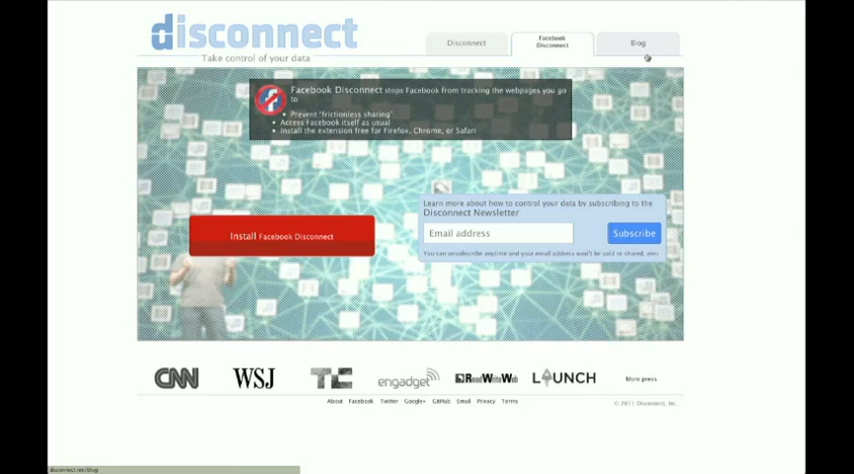 disconnect
Take control of your data
Disconnect
Facebook
Disconnect
Blog
Facebook Disconnect stops Facebook from tracking the webpages you go
to
Prevent "frictionless sharing"
Access Facebook itself as usual
Install the extension free for Firefox, Chrome, or Safari
Learn more about how to control your data by subscribing to the
Disconnect Newsletter
Install Facebook Disconnect
Email address
Subscribe
You can unsubscribe anytime and your email address won't be sold or shared, ever
CNN
WSJ
TC
engadget
ReadWriteWeb
LAUNCH
More press
About Facebook Twitter Google+ GitHub Email Privacy Terms
© 2011 Disconnect, Inc.
disconnect.me/blog